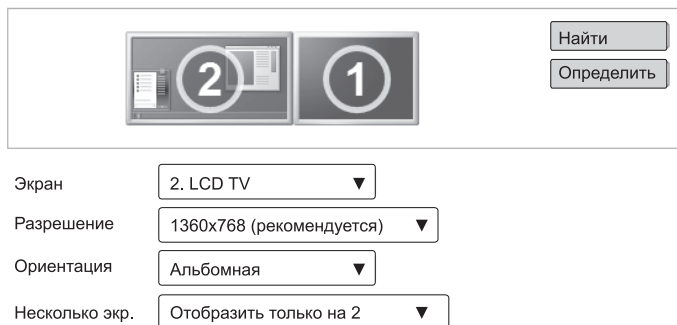 Найти
2
1
Определить
Экран
2. LCD TV
Разрешение
1360x768 (рекомендуется)
Ориентация
Альбомная
Несколько экр.
Отобразить только на 2